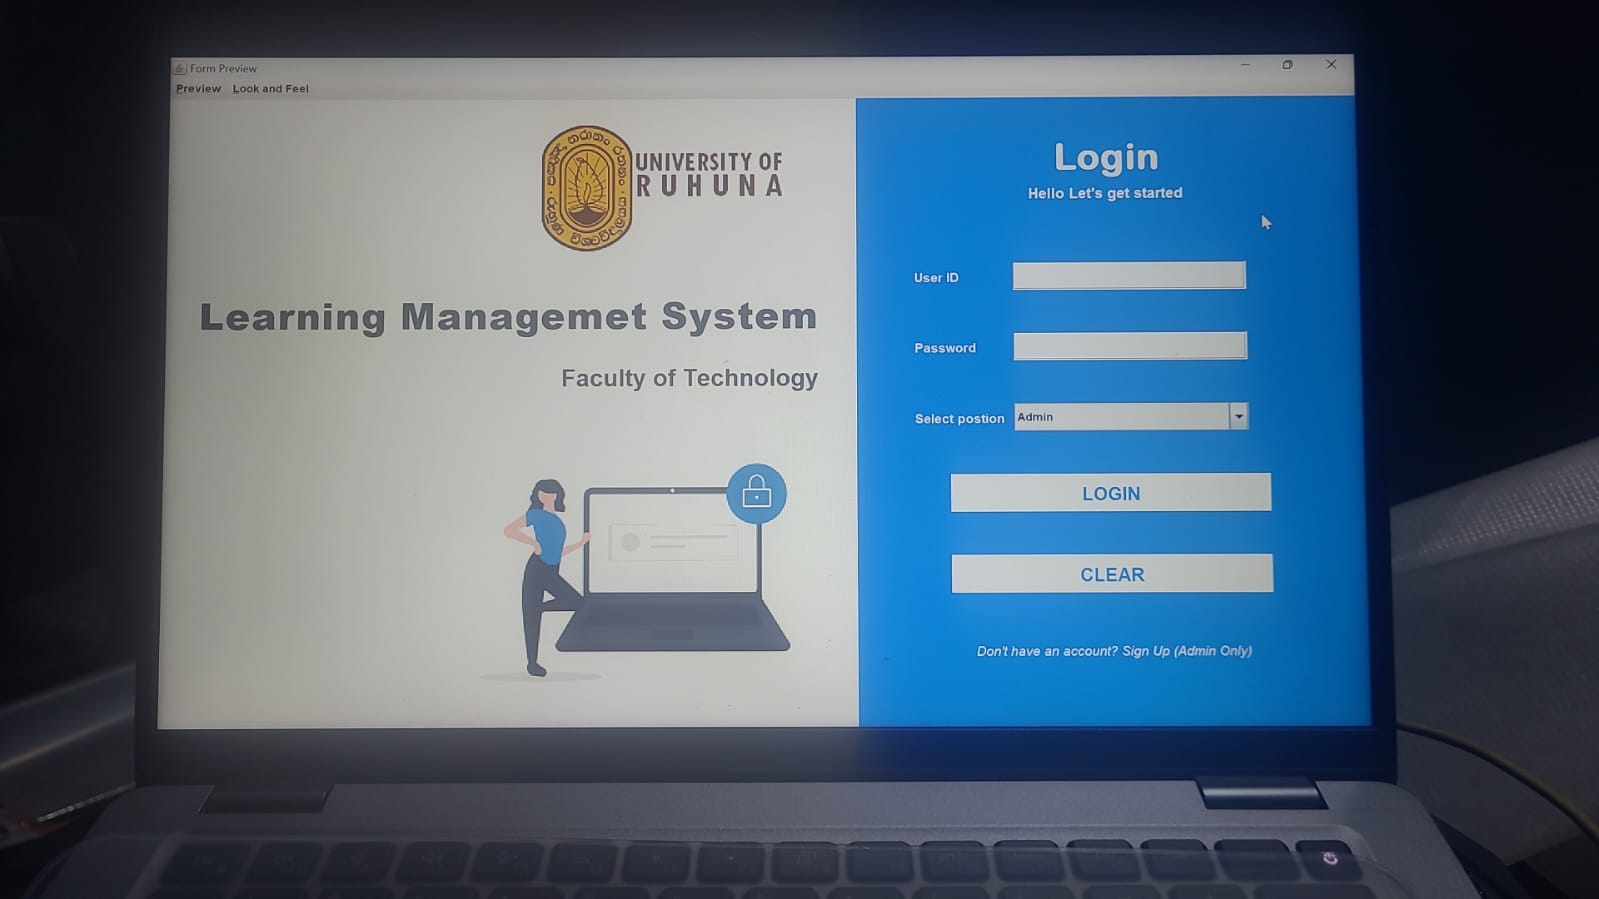 Form Preview
Preview Look and Feel
UNIVERSITY OF
RUHUNA
Learning Managemet System
Faculty of Technology
Login
Hello Let's get started
User ID
Password
Select postion Admin
LOGIN
CLEAR
Don't have an account? Sign Up (Admin Only)